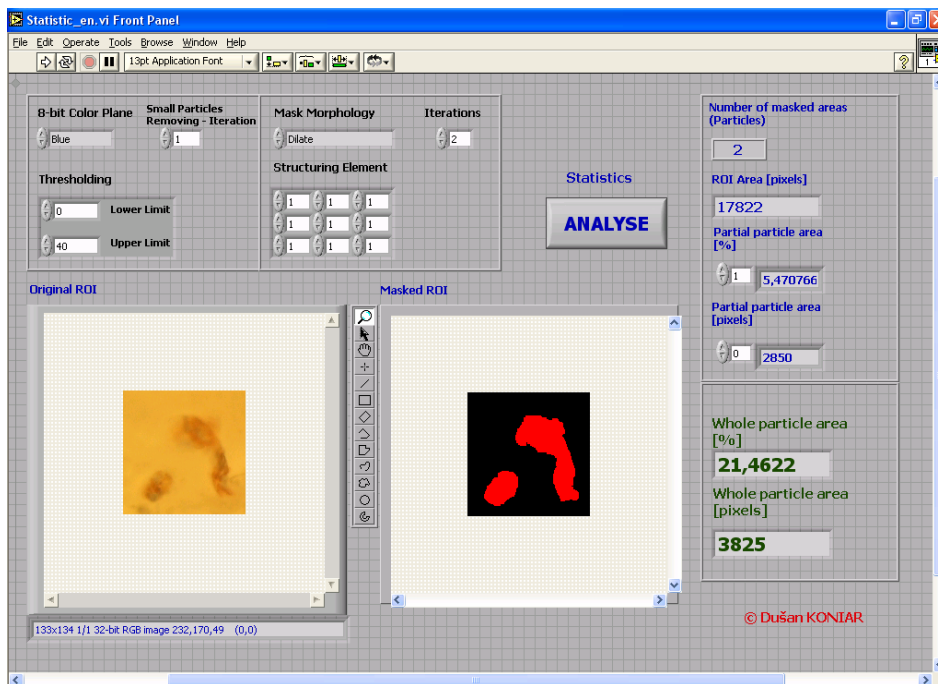 Statistic_en.vi Front Panel
File Edit Operate Tools Browse Window Help
13pt Application Font
?
1
8-bit Color Plane
Blue
Small Particles
Removing - Iteration
1
Thresholding
0 Lower Limit
40 Upper Limit
Mask Morphology
Dilate
Iterations
2
Structuring Element
1 1 1
1 1 1
1 1 1
Statistics
ANALYSE
Number of masked areas
(Particles)
2
ROI Area [pixels]
17822
Partial particle area
[%]
1 5,470766
Partial particle area
[pixels]
0 2850
Original ROI
Masked ROI
Whole particle area
[%]
21,4622
Whole particle area
[pixels]
3825
133x134 1/1 32-bit RGB image 232,170,49 (0,0)
© Dušan KONIAR